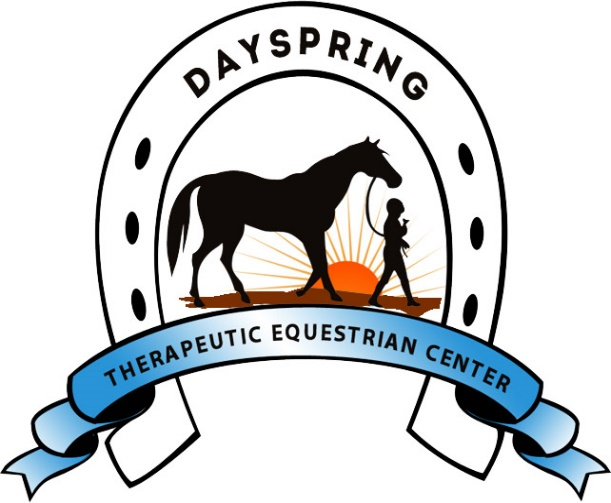 DAYSPRING
THERAPEUTIC EQUESTRIAN CENTER